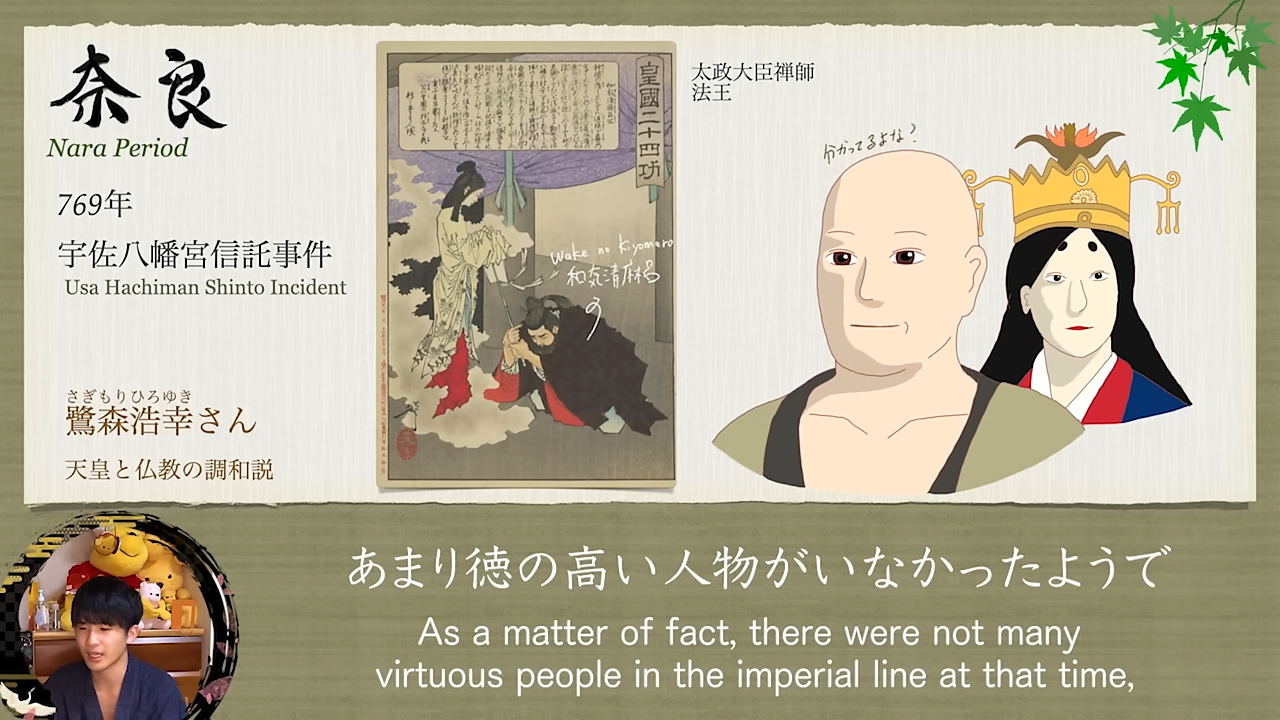 奈良
Nara Period
769年
宇佐八幡宮信託事件
Usa Hachiman Shinto Incident
さぎもりひろゆき
鷺森浩幸さん
天皇と仏教の調和説
皇國二十四功
Wake no Kiyomaro
和気清麻呂
太政大臣禅師
法王
分かってるよな?
あまり徳の高い人物がいなかったようで
As a matter of fact, there were not many
virtuous people in the imperial line at that time,